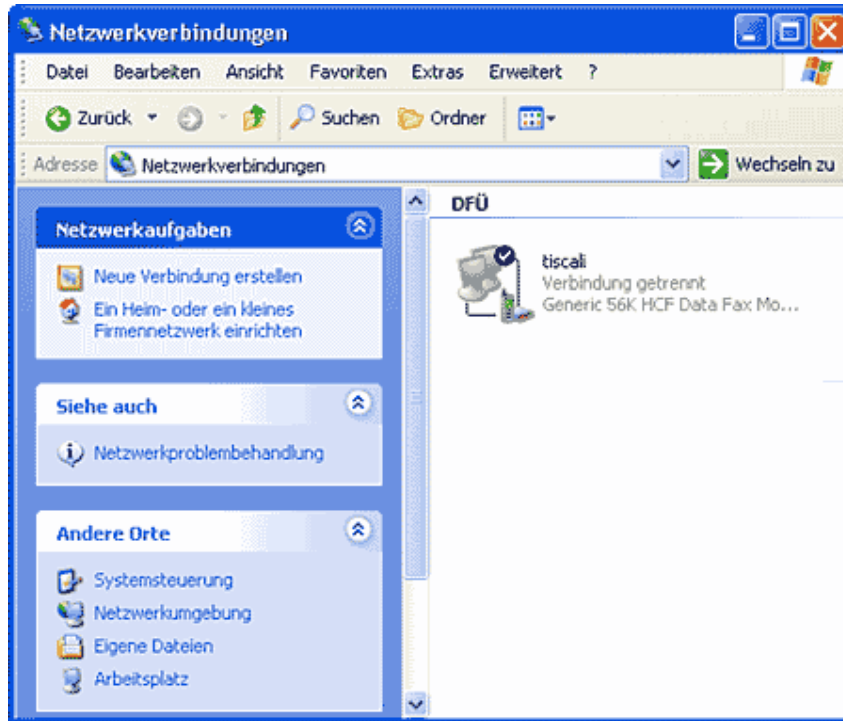 Netzwerkverbindungen
Datei Bearbeiten Ansicht Favoriten Extras Erweitert ?
Zurück Suchen Ordner
Adresse Netzwerkverbindungen Wechseln zu
Netzwerkaufgaben
Neue Verbindung erstellen
Ein Heim- oder ein kleines
Firmennetzwerk einrichten
Siehe auch
Netzwerkproblembehandlung
Andere Orte
Systemsteuerung
Netzwerkumgebung
Eigene Dateien
Arbeitsplatz
DFÜ
tiscali
Verbindung getrennt
Generic 56K HCF Data Fax Mo...